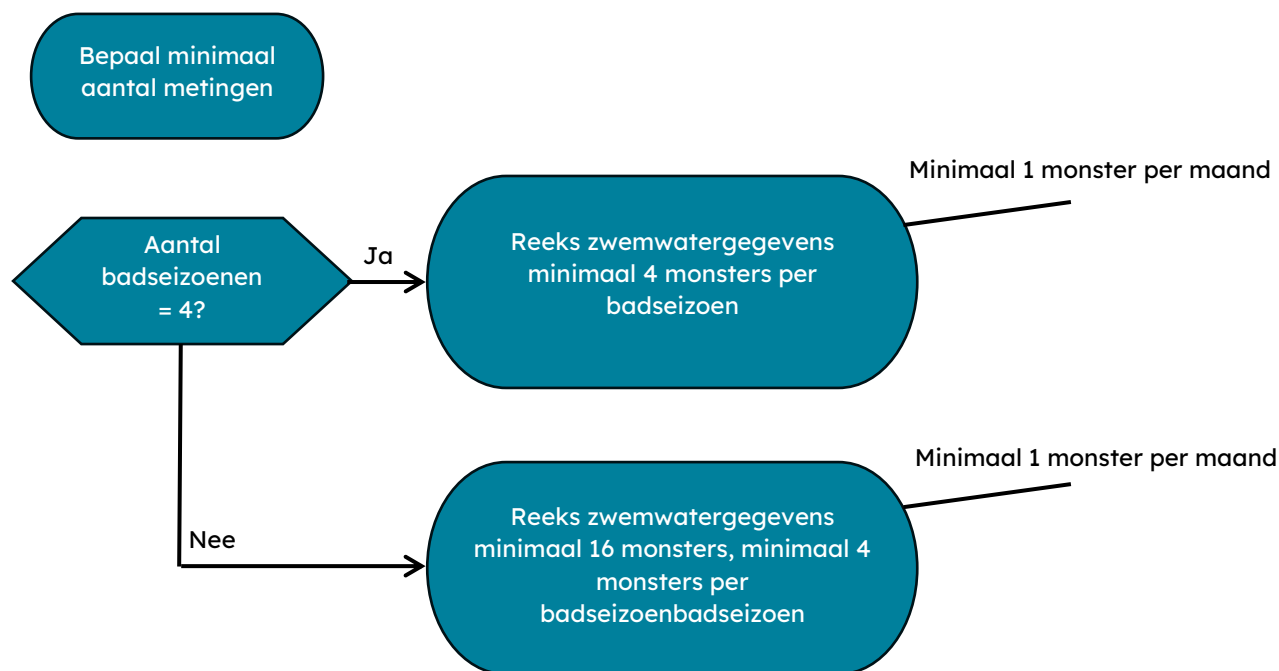 Bepaal minimaal
aantal metingen
Minimaal 1 monster per maand
Aantal
badseizoenen
= 4?
Ja
Reeks zwemwatergegevens
minimaal 4 monsters per
badseizoen
Minimaal 1 monster per maand
Nee
Reeks zwemwatergegevens
minimaal 16 monsters, minimaal 4
monsters per
badseizoenbadseizoen